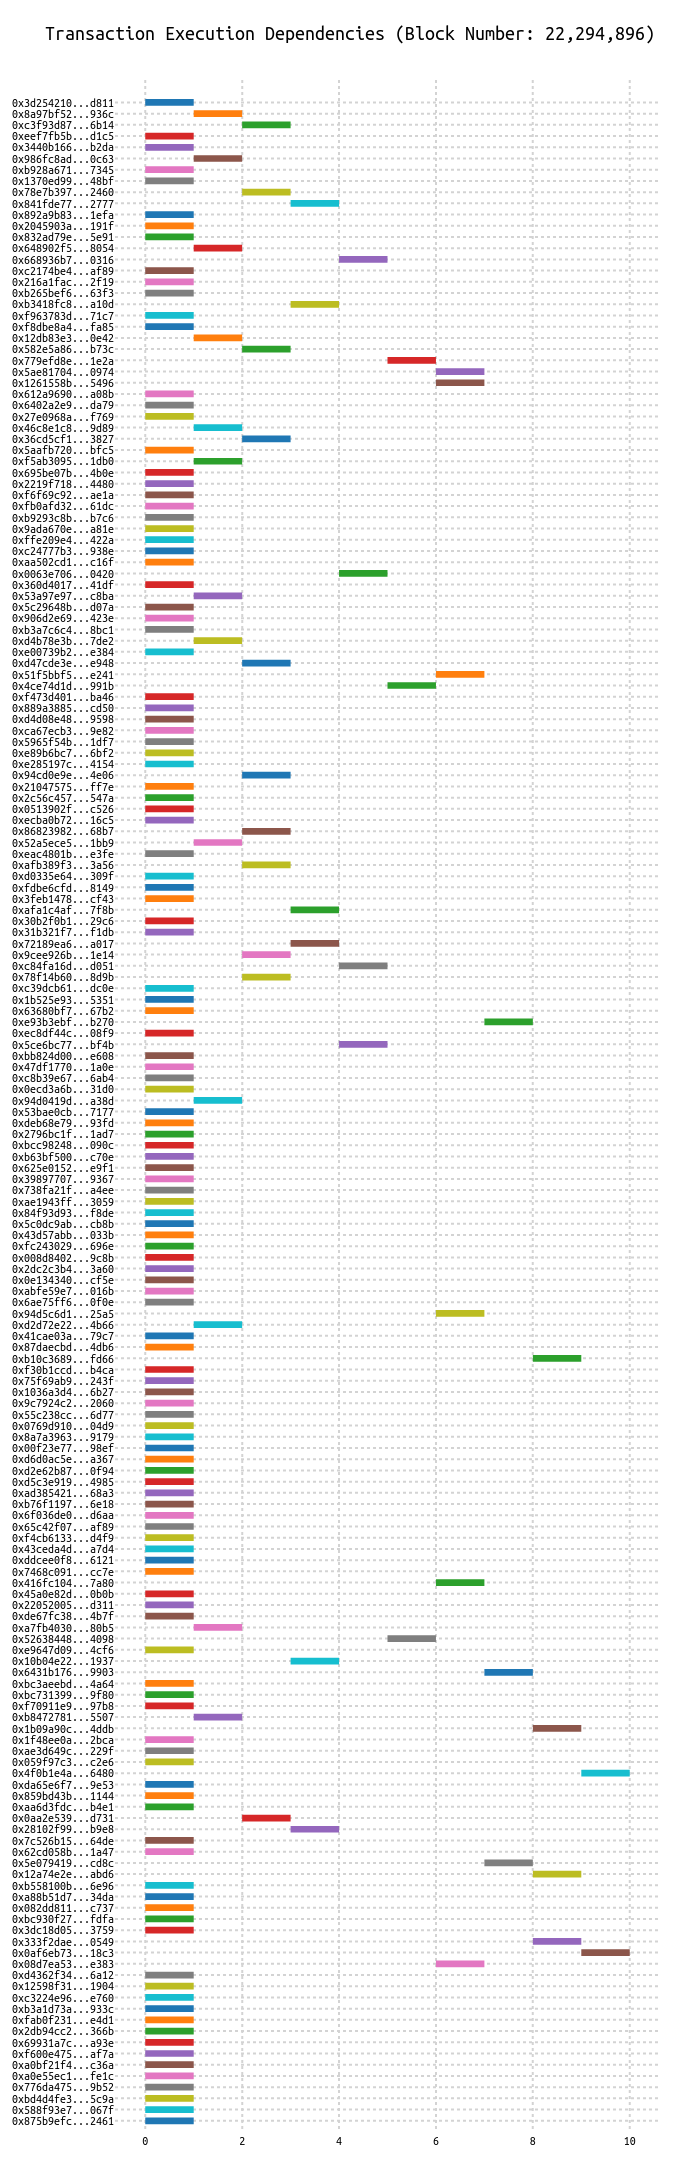 Transaction Execution Dependencies (Block Number: 22,294,896)
0x3d254210...d811
0x8a97bf52...936c
0xc3f93d87...6b14
0xeef7fb5b...d1c5
0x3440b166...b2da
0x986fc8ad...0c63
0xb928a671...7345
0x1370ed99...48bf
0x78e7b397...2460
0x841fde77...2777
0x892a9b83...1efa
0x2045903a...191f
0x832ad79e...5e91
0x648902f5...8054
0x668936b7...0316
0xc2174be4...af89
0x216a1fac...2f19
0xb265bef6...63f3
0xb3418fc8...a10d
0xf963783d...71c7
0xf8dbe8a4...fa85
0x12db83e3...0e42
0x582e5a86...b73c
0x779efd8e...1e2a
0x5ae81704...0974
0x1261558b...5496
0x612a9690...a08b
0x6402a2e9...da79
0x27e0968a...f769
0x46c8e1c8...9d89
0x36cd5cf1...3827
0x5aafb720...bfc5
0xf5ab3095...1db0
0x695be07b...4b0e
0x2219f718...4480
0xf6f69c92...ae1a
0xfb0afd32...61dc
0xb9293c8b...b7c6
0x9ada670e...a81e
0xffe209e4...422a
0xc24777b3...938e
0xaa502cd1...c16f
0x0063e706...0420
0x360d4017...41df
0x53a97e97...c8ba
0x5c29648b...d07a
0x906d2e69...423e
0xb3a7c6c4...8bc1
0xd4b78e3b...7de2
0xe00739b2...e384
0xd47cde3e...e948
0x51f5bbf5...e241
0x4ce74d1d...991b
0xf473d401...ba46
0x889a3885...cd50
0xd4d08e48...9598
0xca67ecb3...9e82
0x5965f54b...1df7
0xe89b6bc7...6bf2
0xe285197c...4154
0x94cd0e9e...4e06
0x21047575...ff7e
0x2c56c457...547a
0x0513902f...c526
0xecba0b72...16c5
0x86823982...68b7
0x52a5ece5...1bb9
0xeac4801b...e3fe
0xafb389f3...3a56
0xd0335e64...309f
0xfdbe6cfd...8149
0x3feb1478...cf43
0xafa1c4af...7f8b
0x30b2f0b1...29c6
0x31b321f7...f1db
0x72189ea6...a017
0x9cee926b...1e14
0xc84fa16d...d051
0x78f14b60...8d9b
0xc39dcb61...dc0e
0x1b525e93...5351
0x63680bf7...67b2
0xe93b3ebf...b270
0xec8df44c...08f9
0x5ce6bc77...bf4b
0xbb824d00...e608
0x47df1770...1a0e
0xc8b39e67...6ab4
0x0ecd3a6b...31d0
0x94d0419d...a38d
0x53bae0cb...7177
0xdeb68e79...93fd
0x2796bc1f...1ad7
0xbcc98248...090c
0xb63bf500...c70e
0x625e0152...e9f1
0x39897707...9367
0x738fa21f...a4ee
0xae1943ff...3059
0x84f93d93...f8de
0x5c0dc9ab...cb8b
0x43d57abb...033b
0xfc243029...696e
0x008d8402...9c8b
0x2dc2c3b4...3a60
0x0e134340...cf5e
0xabfe59e7...016b
0x6ae75ff6...0f0e
0x94d5c6d1...25a5
0xd2d72e22...4b66
0x41cae03a...79c7
0x87daecbd...4db6
0xb10c3689...fd66
0xf30b1ccd...b4ca
0x75f69ab9...243f
0x1036a3d4...6b27
0x9c7924c2...2060
0x55c238cc...6d77
0x0769d910...04d9
0x8a7a3963...9179
0x00f23e77...98ef
0xd6d0ac5e...a367
0xd2e62b87...0f94
0xd5c3e919...4985
0xad385421...68a3
0xb76f1197...6e18
0x6f036de0...d6aa
0x65c42f07...af89
0xf4cb6133...d4f9
0x43ceda4d...a7d4
0xddcee0f8...6121
0x7468c091...cc7e
0x416fc104...7a80
0x45a0e82d...0b0b
0x22052005...d311
0xde67fc38...4b7f
0xa7fb4030...80b5
0x52638448...4098
0xe9647d09...4cf6
0x10b04e22...1937
0x6431b176...9903
0xbc3aeebd...4a64
0xbc731399...9f80
0xf70911e9...97b8
0xb8472781...5507
0x1b09a90c...4ddb
0x1f48ee0a...2bca
0xae3d649c...229f
0x059f97c3...c2e6
0x4f0b1e4a...6480
0xda65e6f7...9e53
0x859bd43b...1144
0xaa6d3fdc...b4e1
0x0aa2e539...d731
0x28102f99...b9e8
0x7c526b15...64de
0x62cd058b...1a47
0x5e079419...cd8c
0x12a74e2e...abd6
0xb558100b...6e96
0xa88b51d7...34da
0x082dd811...c737
0xbc930f27...fdfa
0x3dc18d05...3759
0x333f2dae...0549
0x0af6eb73...18c3
0x08d7ea53...e383
0xd4362f34...6a12
0x12598f31...1904
0xc3224e96...e760
0xb3a1d73a...933c
0xfab0f231...e4d1
0x2db94cc2...366b
0x69931a7c...a93e
0xf600e475...af7a
0xa0bf21f4...c36a
0xa0e55ec1...fe1c
0x776da475...9b52
0xbd4d4fe3...5c9a
0x588f93e7...067f
0x875b9efc...2461
0 2 4 6 8 10